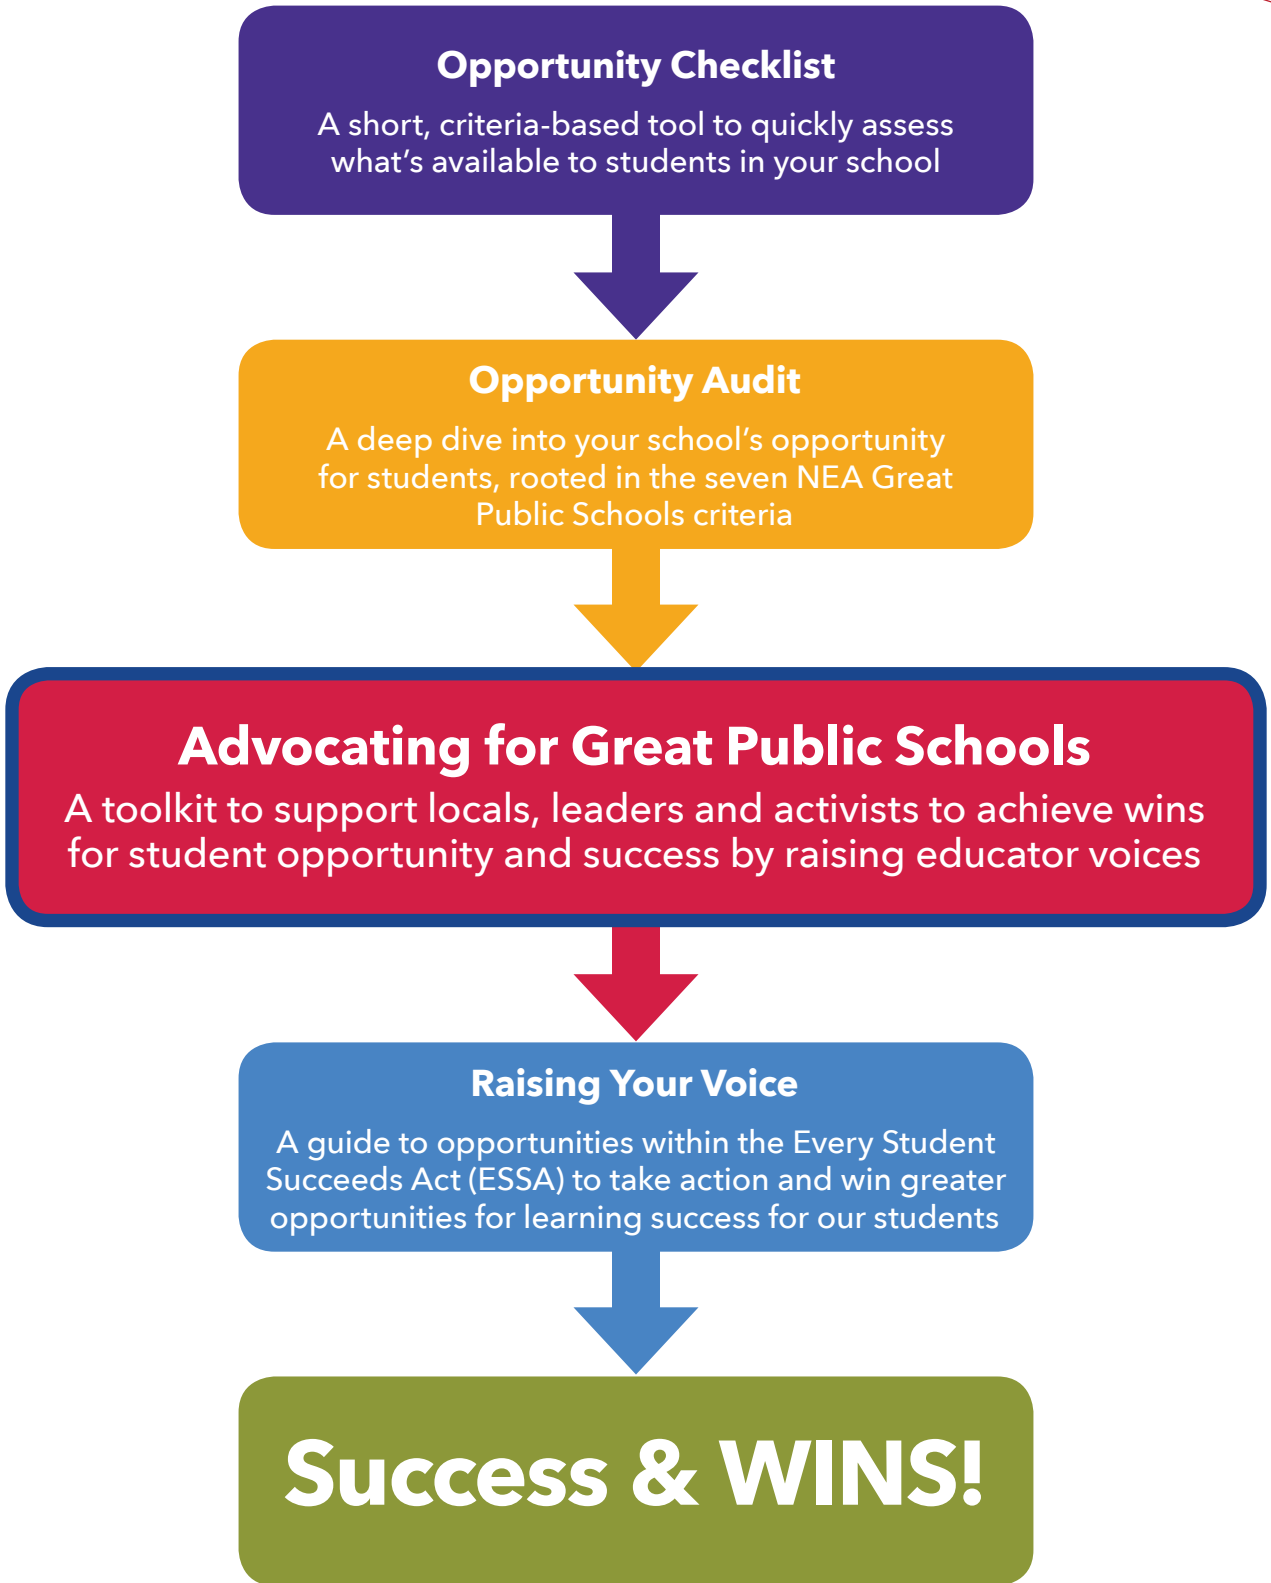 Opportunity Checklist
A short, criteria-based tool to quickly assess
what’s available to students in your school
Opportunity Audit
A deep dive into your school’s opportunity
for students, rooted in the seven NEA Great
Public Schools criteria
Advocating for Great Public Schools
A toolkit to support locals, leaders and activists to achieve wins
for student opportunity and success by raising educator voices
Raising Your Voice
A guide to opportunities within the Every Student
Succeeds Act (ESSA) to take action and win greater
opportunities for learning success for our students
Success & WINS!